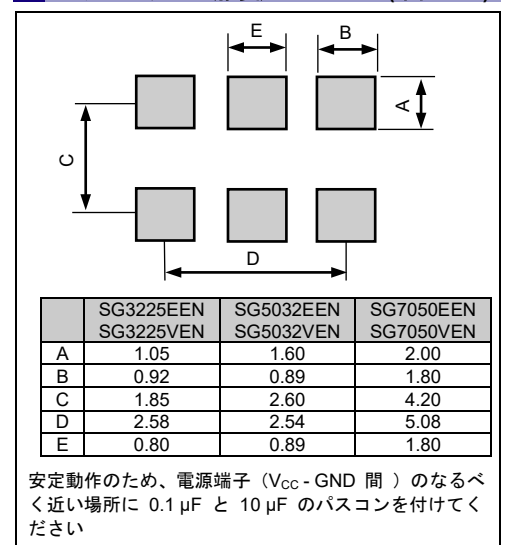 E
B
A
C
D
SG3225EEN SG5032EEN SG7050EEN
SG3225VEN SG5032VEN SG7050VEN
A 1.05 1.60 2.00
B 0.92 0.89 1.80
C 1.85 2.60 4.20
D 2.58 2.54 5.08
E 0.80 0.89 1.80
安定動作のため、電源端子（VCC - GND 間 ）のなるべ
く近い場所に 0.1 µF と 10 µF のパスコンを付けてく
ださい